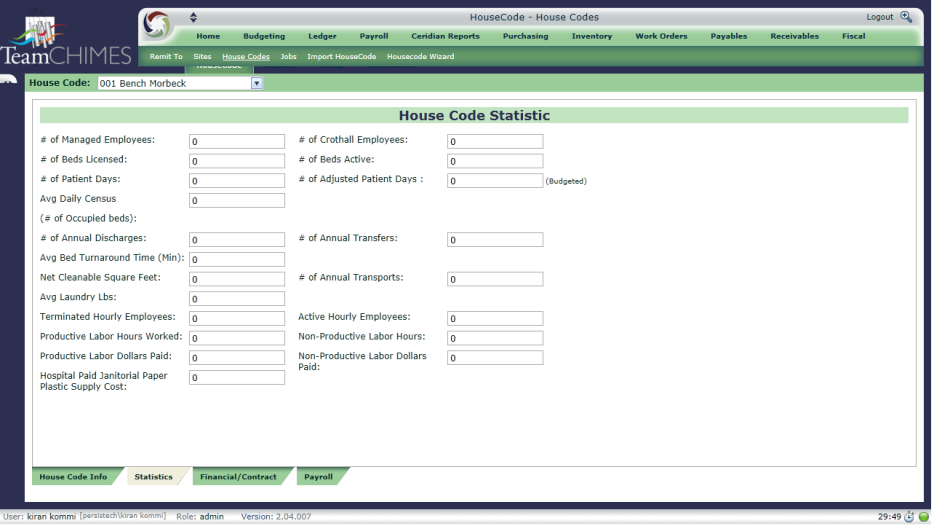 HouseCode - House Codes
Logout
TeamCHIMES
Home Budgeting Ledger Payroll Ceridian Reports Purchasing Inventory Work Orders Payables Receivables Fiscal
Remit To Sites House Codes Jobs Import HouseCode Housecode Wizard
HouseCode
House Code: 001 Bench Morbeck
House Code Statistic
# of Managed Employees: 0 # of Crothall Employees: 0
# of Beds Licensed: 0 # of Beds Active: 0
# of Patient Days: 0 # of Adjusted Patient Days : 0 (Budgeted)
Avg Daily Census 0
(# of Occupied beds):
# of Annual Discharges: 0 # of Annual Transfers: 0
Avg Bed Turnaround Time (Min): 0
Net Cleanable Square Feet: 0 # of Annual Transports: 0
Avg Laundry Lbs: 0
Terminated Hourly Employees: 0 Active Hourly Employees: 0
Productive Labor Hours Worked: 0 Non-Productive Labor Hours: 0
Productive Labor Dollars Paid: 0 Non-Productive Labor Dollars 0
Paid:
Hospital Paid Janitorial Paper 0
Plastic Supply Cost:
House Code Info Statistics Financial/Contract Payroll
User: kiran kommi [persistech\kiran kommi] Role: admin Version: 2.04.007 29:49